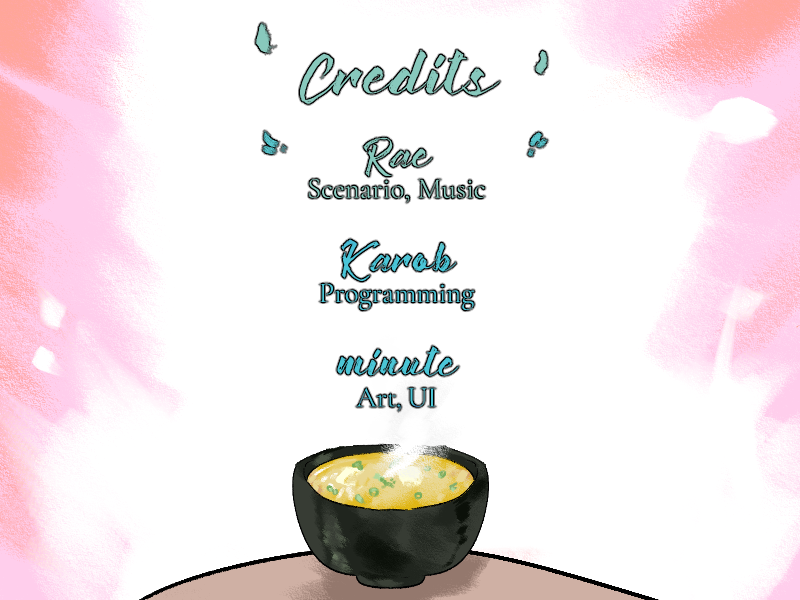 Credits
Rae
Scenario, Music
Karob
Programming
minute
Art, UI